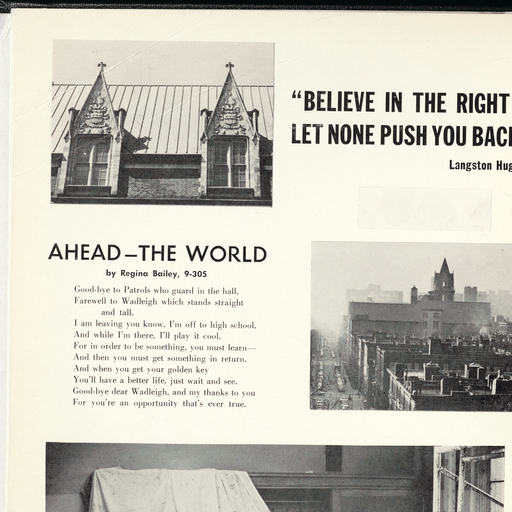 "BELIEVE IN THE RIGHT
LET NONE PUSH YOU BACK
Langston
AHEAD—THE WORLD
by Regina Bailey, 9-305
Good-bye to Patrols who guard in the hall,
Farewell to Wadleigh which stands straight
and tall.
I am leaving you know, I'm off to high school,
And while I'm there, I'll play it cool.
For in order to be something, you must learn—
And then you must get something in return.
And when you get your golden key
You'll have a better life, just wait and see.
Good-bye dear Wadleigh, and my thanks to you
For you're an opportunity that's ever true.